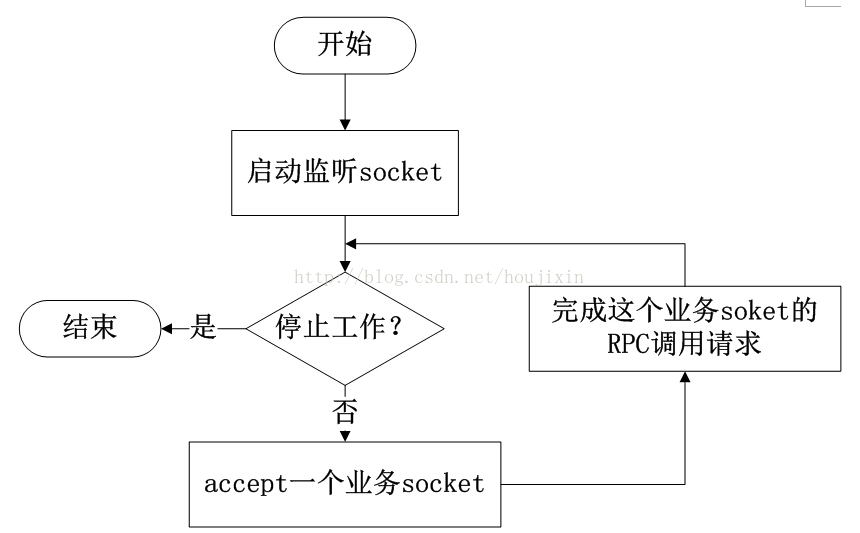 开始
启动监听socket
http://blog.csdn.net/houjixin
完成这个业务soket的
RPC调用请求
结束
是
停止工作？
否
accept一个业务socket